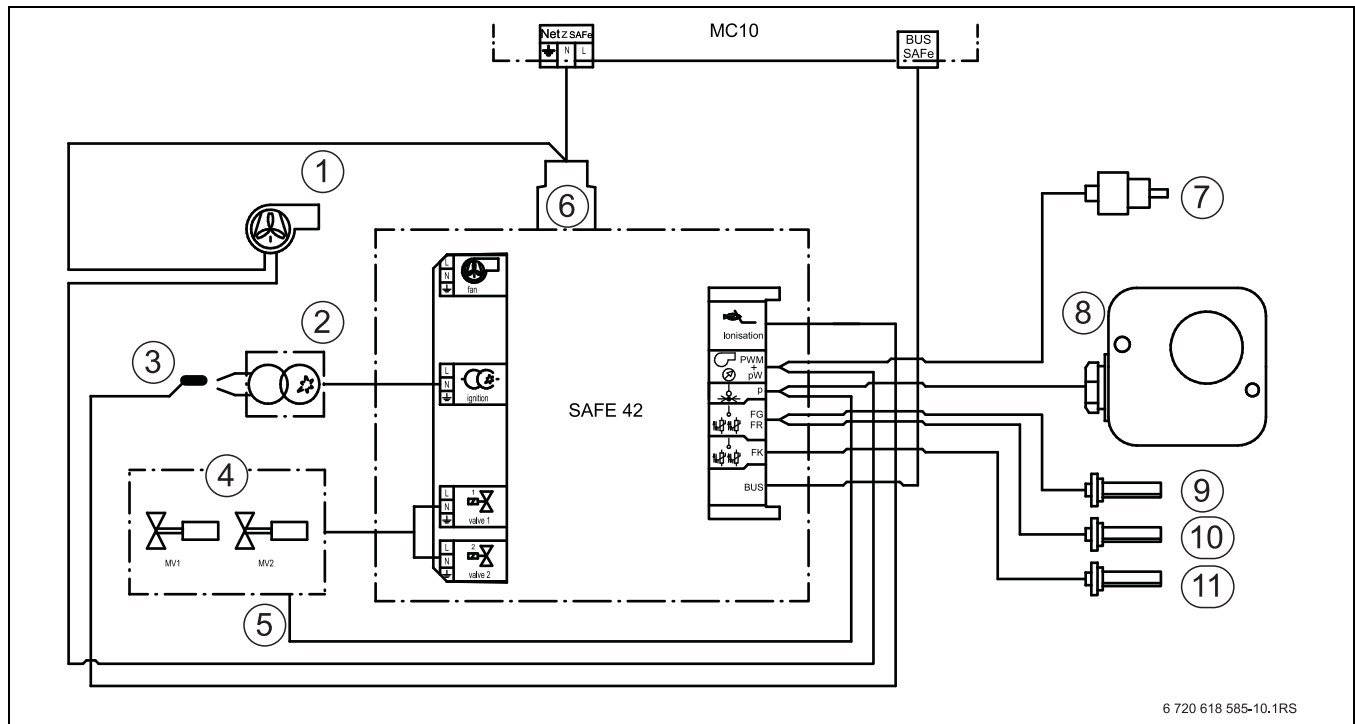 MC10
Net z SAFe
N L
BUS
SAFe
1
6
7
L
N
fan
8
2
Ionisation
3
PWM
+
pW
L
N
ignition
p
SAFE 42
FG
FR
9
4
FK
10
BUS
L
N
1
valve 1
11
MV1
MV2
L
N
2
valve 2
5
6 720 618 585-10.1RS